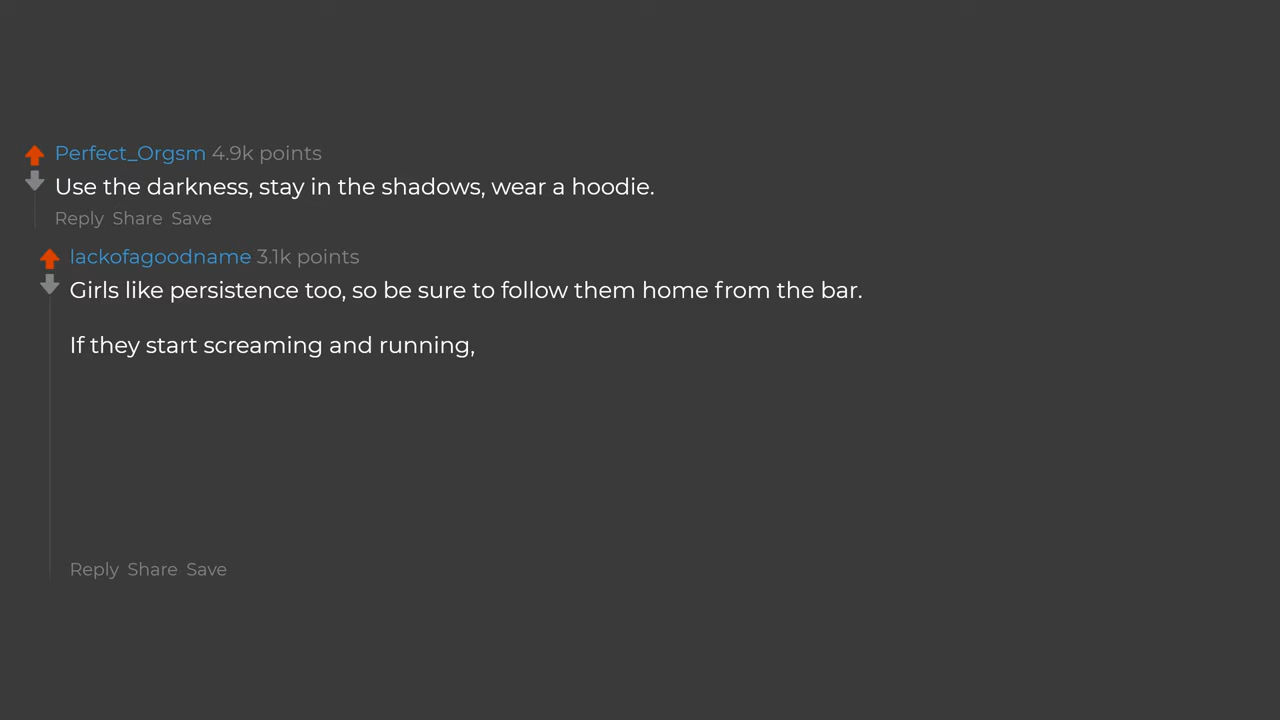 Perfect_Orgsm 4.9k points
Use the darkness, stay in the shadows, wear a hoodie.
Reply Share Save
lackofagoodname 3.1k points
Girls like persistence too, so be sure to follow them home from the bar.
If they start screaming and running,
Reply Share Save